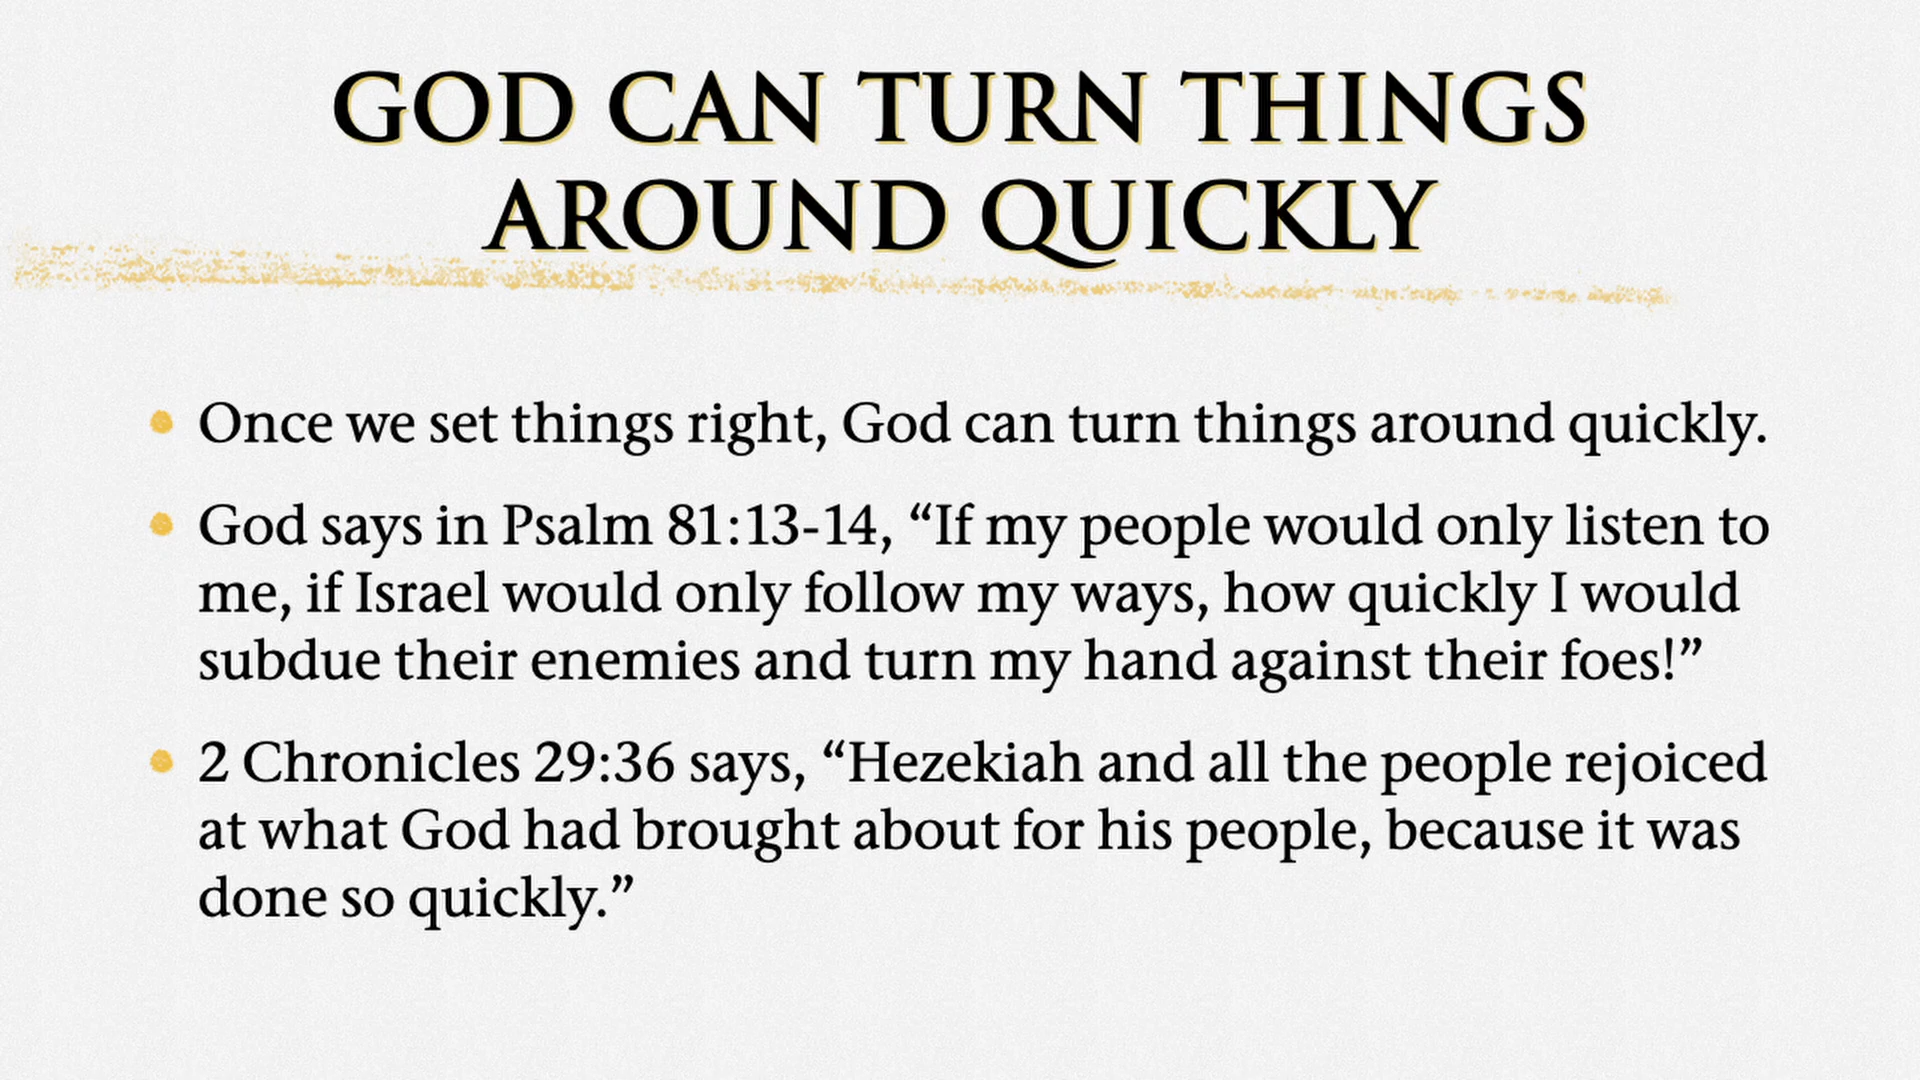 GOD CAN TURN THINGS
AROUND QUICKLY
• Once we set things right, God can turn things around quickly.
• God says in Psalm 81:13-14, “If my people would only listen to
me, if Israel would only follow my ways, how quickly I would
subdue their enemies and turn my hand against their foes!”
• 2 Chronicles 29:36 says, “Hezekiah and all the people rejoiced
at what God had brought about for his people, because it was
done so quickly.”